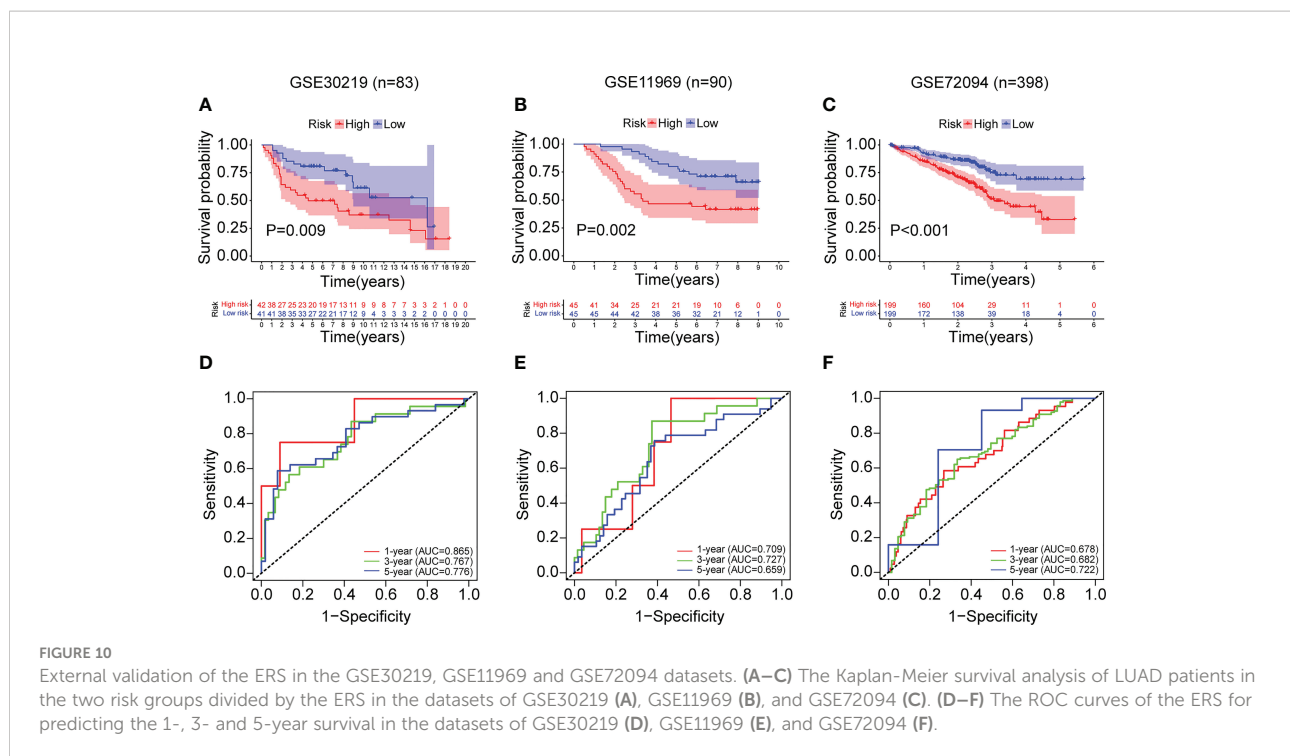 GSE30219 (n=83)
GSE11969 (n=90)
GSE72094 (n=398)
A
Risk High Low
Survival probability
1.00
0.75
0.50
0.25
0.00
P=0.009
0 1 2 3 4 5 6 7 8 9 10 11 12 13 14 15 16 17 18 19 20
Time(years)
Risk
High risk 42 38 27 25 23 20 19 17 13 11 9 9 8 7 7 3 3 2 1 0 0
Low risk 41 41 38 35 33 27 22 21 17 12 9 4 3 3 3 2 2 0 0 0 0
0 1 2 3 4 5 6 7 8 9 10 11 12 13 14 15 16 17 18 19 20
Time(years)
B
Risk High Low
Survival probability
1.00
0.75
0.50
0.25
0.00
P=0.002
0 1 2 3 4 5 6 7 8 9 10
Time(years)
Risk
High risk 45 41 34 25 21 21 19 10 6 0 0
Low risk 45 45 44 42 38 36 32 21 12 1 0
0 1 2 3 4 5 6 7 8 9 10
Time(years)
C
Risk High Low
Survival probability
1.00
0.75
0.50
0.25
0.00
P<0.001
0 1 2 3 4 5 6
Time(years)
Risk
High risk 199 160 104 29 11 1 0
Low risk 199 172 138 39 18 4 0
0 1 2 3 4 5 6
Time(years)
D
Sensitivity
1.0
0.8
0.6
0.4
0.2
0.0
1-year (AUC=0.865)
3-year (AUC=0.767)
5-year (AUC=0.776)
0.0 0.2 0.4 0.6 0.8 1.0
1−Specificity
E
Sensitivity
1.0
0.8
0.6
0.4
0.2
0.0
1-year (AUC=0.709)
3-year (AUC=0.727)
5-year (AUC=0.659)
0.0 0.2 0.4 0.6 0.8 1.0
1−Specificity
F
Sensitivity
1.0
0.8
0.6
0.4
0.2
0.0
1-year (AUC=0.678)
3-year (AUC=0.682)
5-year (AUC=0.722)
0.0 0.2 0.4 0.6 0.8 1.0
1−Specificity
FIGURE 10
External validation of the ERS in the GSE30219, GSE11969 and GSE72094 datasets. (A–C) The Kaplan-Meier survival analysis of LUAD patients in
the two risk groups divided by the ERS in the datasets of GSE30219 (A), GSE11969 (B), and GSE72094 (C). (D–F) The ROC curves of the ERS for
predicting the 1-, 3- and 5-year survival in the datasets of GSE30219 (D), GSE11969 (E), and GSE72094 (F).